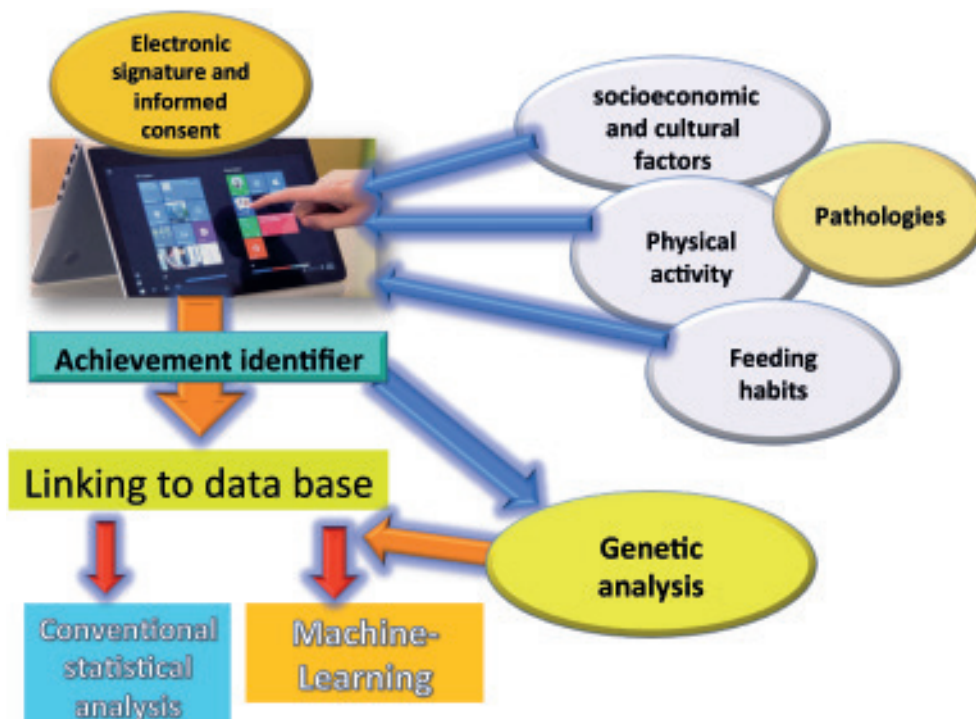 Electronic
signature and
informed
consent
socioeconomic
and cultural
factors
Pathologies
Physical
activity
Feeding
habits
Achievement identifier
Linking to data base
Genetic
analysis
Conventional
statistical
analysis
Machine-
Learning